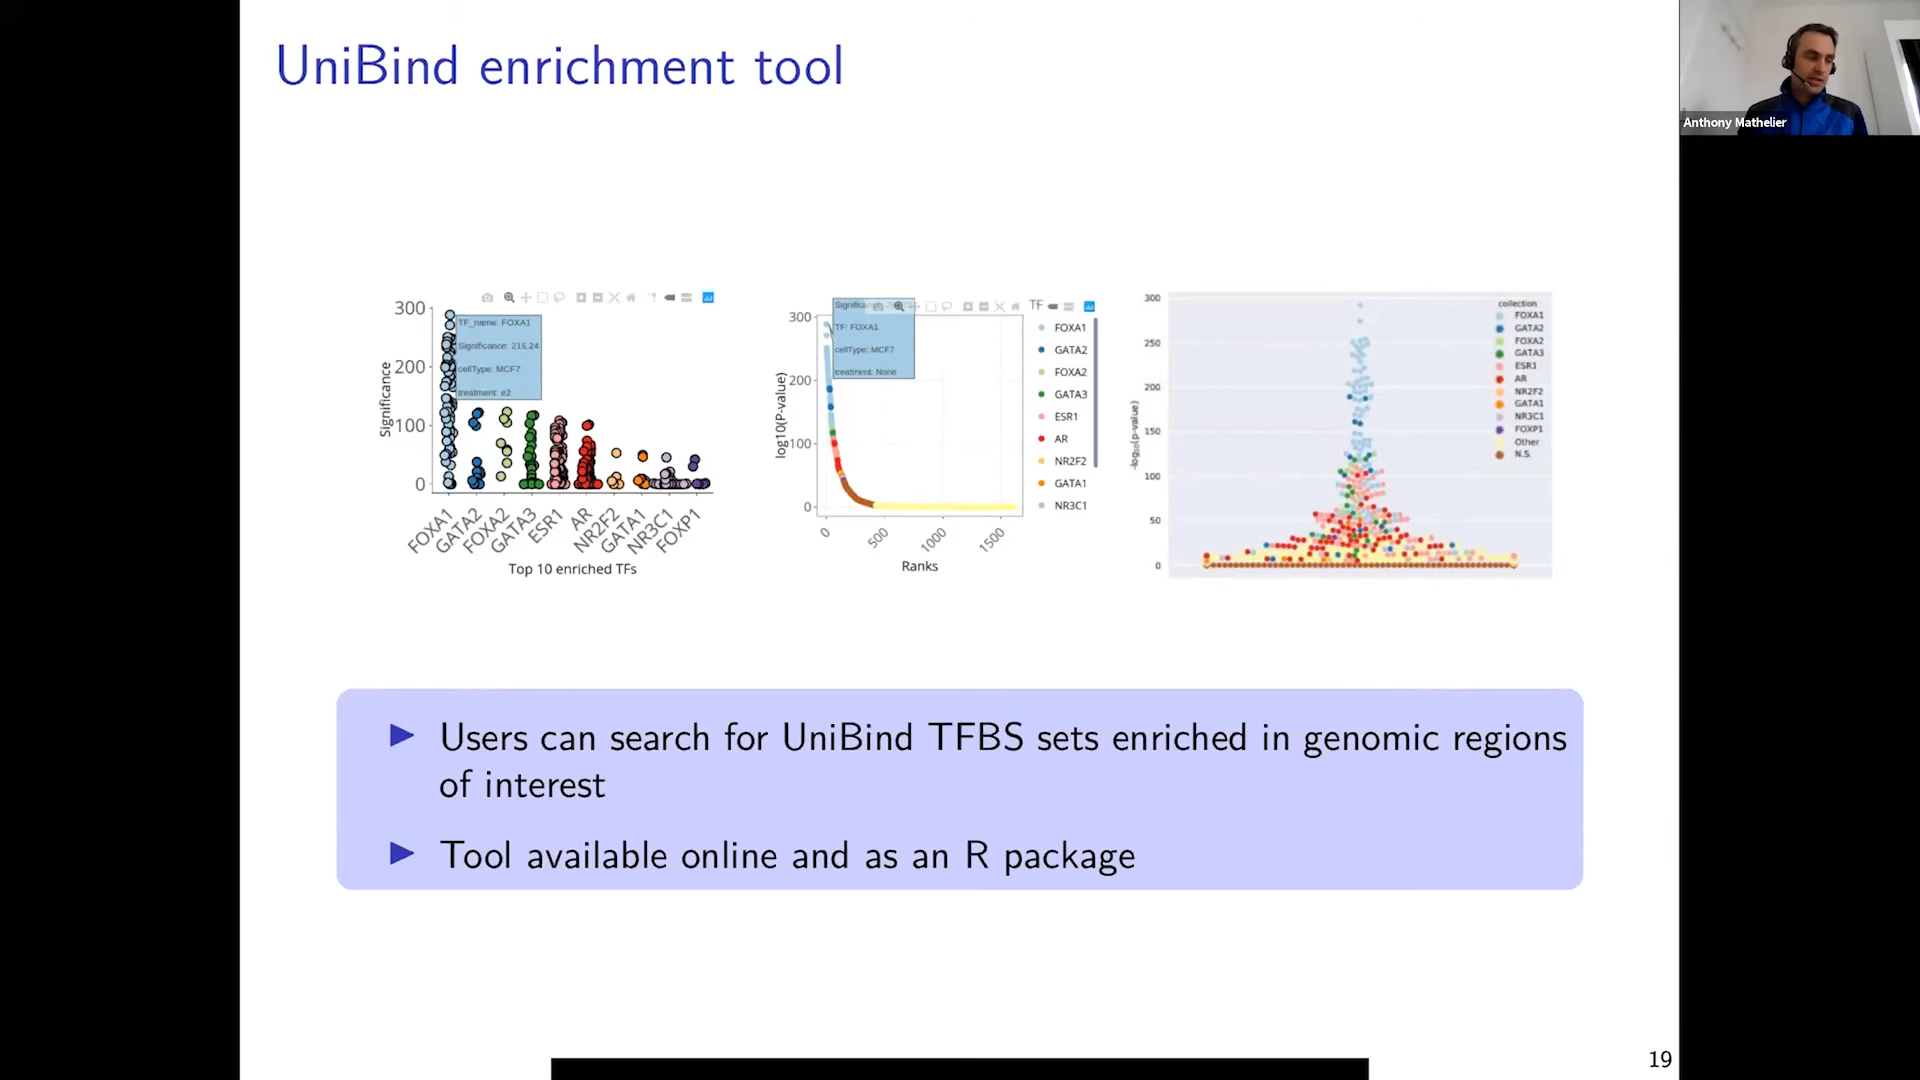 UniBind enrichment tool
Anthony Mathelier
300
200
100
0
Significance
TF_name: FOXA1
Significance: 216.24
cellType: MCF7
treatment: e2
FOXA1
GATA2
FOXA2
GATA3
ESR1
AR
NR2F2
GATA1
NR3C1
FOXP1
Top 10 enriched TFs
300
200
100
0
log10(P-value)
TF: FOXA1
cellType: MCF7
treatment: None
0
500
1000
1500
Ranks
TF
FOXA1
GATA2
FOXA2
GATA3
ESR1
AR
NR2F2
GATA1
NR3C1
300
250
200
150
100
50
0
-log10(p-value)
collection
FOXA1
GATA2
FOXA2
GATA3
ESR1
AR
NR2F2
GATA1
NR3C1
FOXP1
Other
N.S.
▶ Users can search for UniBind TFBS sets enriched in genomic regions
of interest
▶ Tool available online and as an R package
19